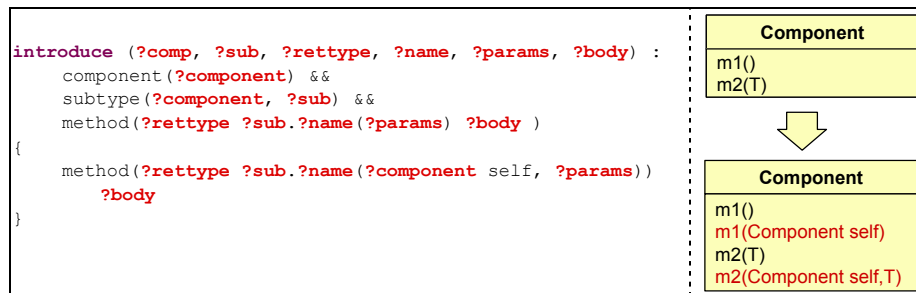 introduce (?comp, ?sub, ?rettype, ?name, ?params, ?body) :
component(?component) &&
subtype(?component, ?sub) &&
method(?rettype ?sub.?name(?params) ?body )
{
method(?rettype ?sub.?name(?component self, ?params))
?body
}
Component
m1()
m2(T)
Component
m1()
m1(Component self)
m2(T)
m2(Component self,T)